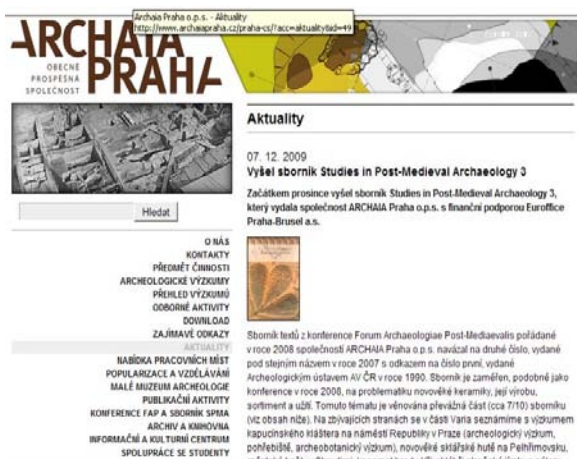 Archaia Praha o.p.s. - Aktuality
http://www.archaiapraha.cz/praha-cs/?acc=aktuality&id=49
ARCHAIA
OBECNĚ
PROSPĚŠNÁ
SPOLEČNOST
PRAHA
Hledat
O NÁS
KONTAKTY
PŘEDMĚT ČINNOSTI
ARCHEOLOGICKÉ VÝZKUMY
PŘEHLED VÝZKUMŮ
ODBORNÉ AKTIVITY
DOWNLOAD
ZAJÍMAVÉ ODKAZY
AKTUALITY
NABÍDKA PRACOVNÍCH MÍST
POPULARIZACE A VZDĚLÁVÁNÍ
MALÉ MUZEUM ARCHEOLOGIE
PUBLIKAČNÍ AKTIVITY
KONFERENCE FAP A SBORNÍK SPMA
ARCHIV A KNIHOVNA
INFORMAČNÍ A KULTURNÍ CENTRUM
SPOLUPRÁCE SE STUDENTY
Aktuality
07. 12. 2009
Vyšel sborník Studies in Post-Medieval Archaeology 3
Začátkem prosince vyšel sborník Studies in Post-Medieval Archaeology 3,
který vydala společnost ARCHAIA Praha o.p.s. s finanční podporou Euroffice
Praha-Brusel a.s.
Sborník textů z konference Forum Archaeologiae Post-Mediaevalis pořádané
v roce 2008 společností ARCHAIA Praha o.p.s. navázal na druhé číslo, vydané
pod stejným názvem v roce 2007 s odkazem na číslo první, vydané
Archeologickým ústavem AV ČR v roce 1990. Sborník je zaměřen, podobně jako
konference v roce 2008, na problematiku novověké keramiky, její výrobu,
sortiment a užití. Tomuto tématu je věnována převážná část (cca 7/10) sborníku
(viz obsah níže). Na zbývajících stranách se v části Varia seznámíme s výzkumem
kapucínského kláštera na náměstí Republiky v Praze (archeologický výzkum,
pohřebiště, archeobotanický výzkum), novověké sklářské hutě na Pelhřimovsku,